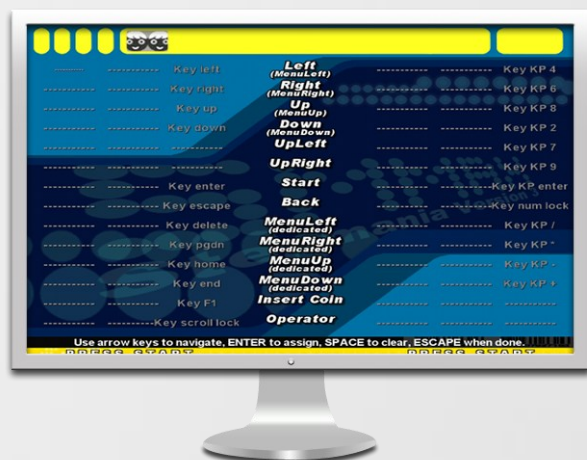 Key left Left (MenuLeft) Key KP 4
Key right Right (MenuRight) Key KP 6
Key up Up (MenuUp) Key KP 8
Key down Down (MenuDown) Key KP 2
UpLeft Key KP 7
UpRight Key KP 9
Key enter Start Key KP enter
Key escape Back Key num lock
Key delete MenuLeft (dedicated) Key KP /
Key pgdn MenuRight (dedicated) Key KP *
Key home MenuUp (dedicated) Key KP -
Key end MenuDown (dedicated) Key KP +
Key F1 Insert Coin
Key scroll lock Operator
Use arrow keys to navigate, ENTER to assign, SPACE to clear, ESCAPE when done.
PRESS START PRESS START